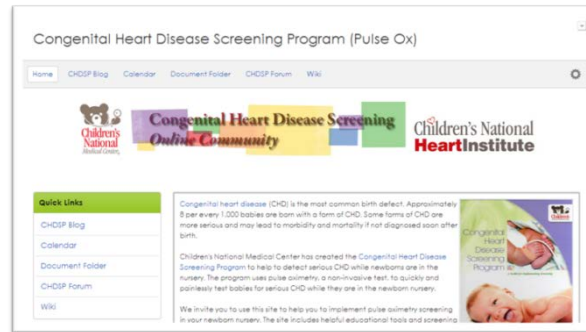 Congenital Heart Disease Screening Program (Pulse Ox)
Home CHDSP Blog Calendar Document Folder CHDSP Forum Wiki
Children's
National
Medical Center
Congenital Heart Disease Screening
Online Community
Children's National
HeartInstitute
Quick Links
CHDSP Blog
Calendar
Document Folder
CHDSP Forum
Wiki
Congenital heart disease (CHD) is the most common birth defect. Approximately
8 per every 1,000 babies are born with a form of CHD. Some forms of CHD are
more serious and may lead to morbidity and mortality if not diagnosed soon after
birth.
Children's National Medical Center has created the Congenital Heart Disease
Screening Program to help to detect serious CHD while newborns are in the
nursery. The program uses pulse oximetry, a non-invasive test, to quickly and
painlessly test babies for serious CHD while they are in the newborn nursery.
We invite you to use this site to help you to implement pulse oximetry screening
in your newborn nursery. The site includes helpful educational tools and screening
Congenital
Heart
Disease
Screening
Program